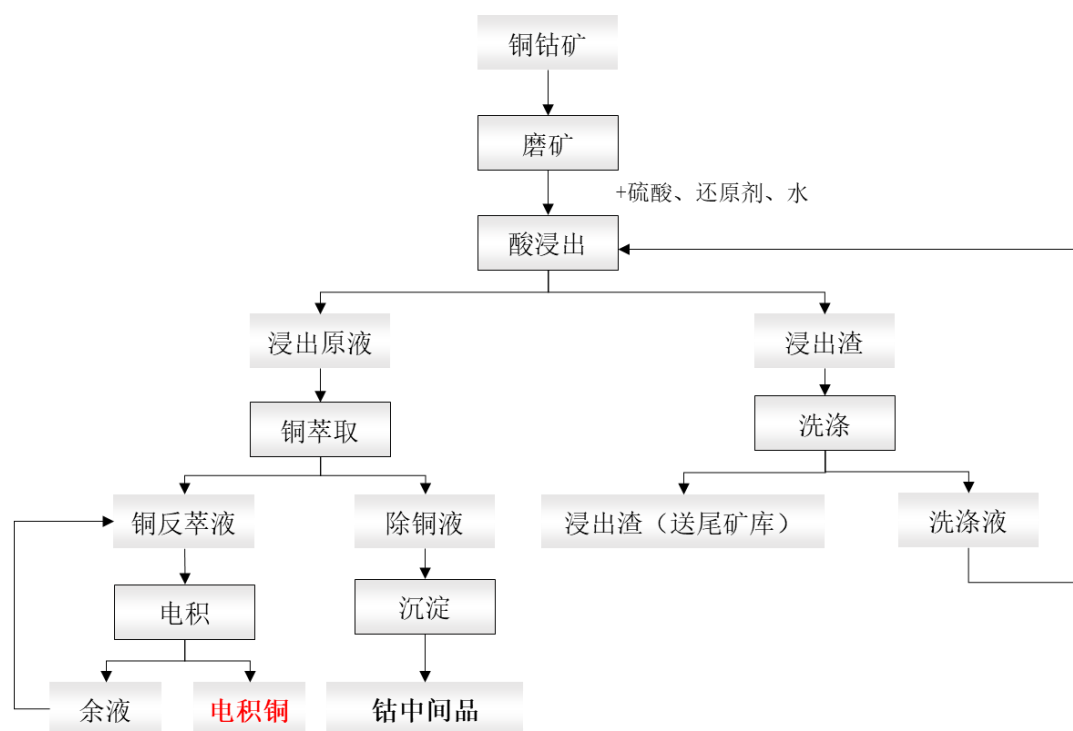 铜钴矿
磨矿
+硫酸、还原剂、水
酸浸出
浸出原液
浸出渣
铜萃取
洗涤
铜反萃液
除铜液
浸出渣（送尾矿库）
洗涤液
电积
沉淀
余液
电积铜
钴中间品